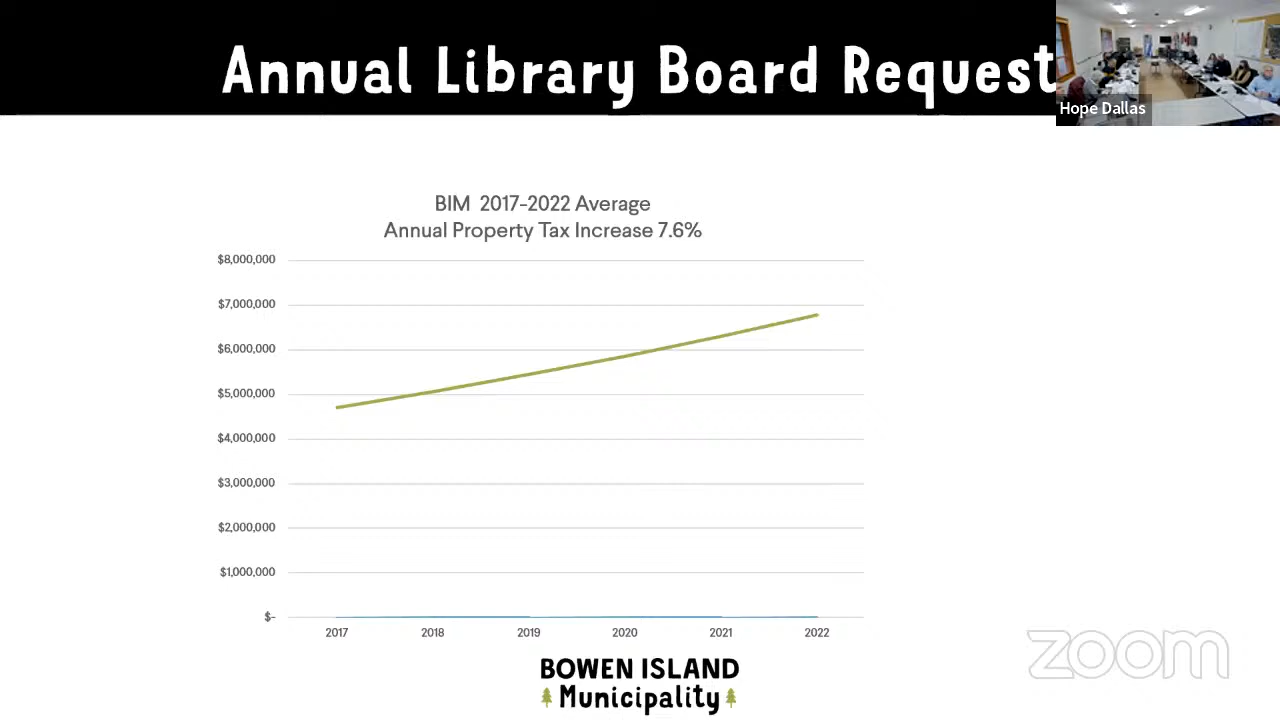 Annual Library Board Request
Hope Dallas
BIM 2017-2022 Average
Annual Property Tax Increase 7.6%
$8,000,000
$7,000,000
$6,000,000
$5,000,000
$4,000,000
$3,000,000
$2,000,000
$1,000,000
$-
2017 2018 2019 2020 2021 2022
BOWEN ISLAND
Municipality
zoom